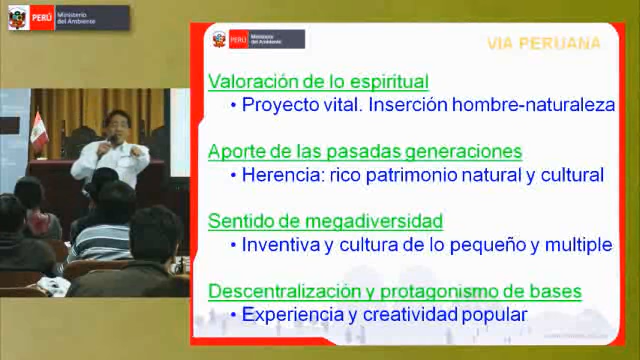 PERÚ
Ministerio
del Ambiente
PERÚ
Ministerio
del Ambiente
VIA PERUANA
Valoración de lo espiritual
• Proyecto vital. Inserción hombre-naturaleza
Aporte de las pasadas generaciones
• Herencia: rico patrimonio natural y cultural
Sentido de megadiversidad
• Inventiva y cultura de lo pequeño y multiple
Descentralización y protagonismo de bases
• Experiencia y creatividad popular